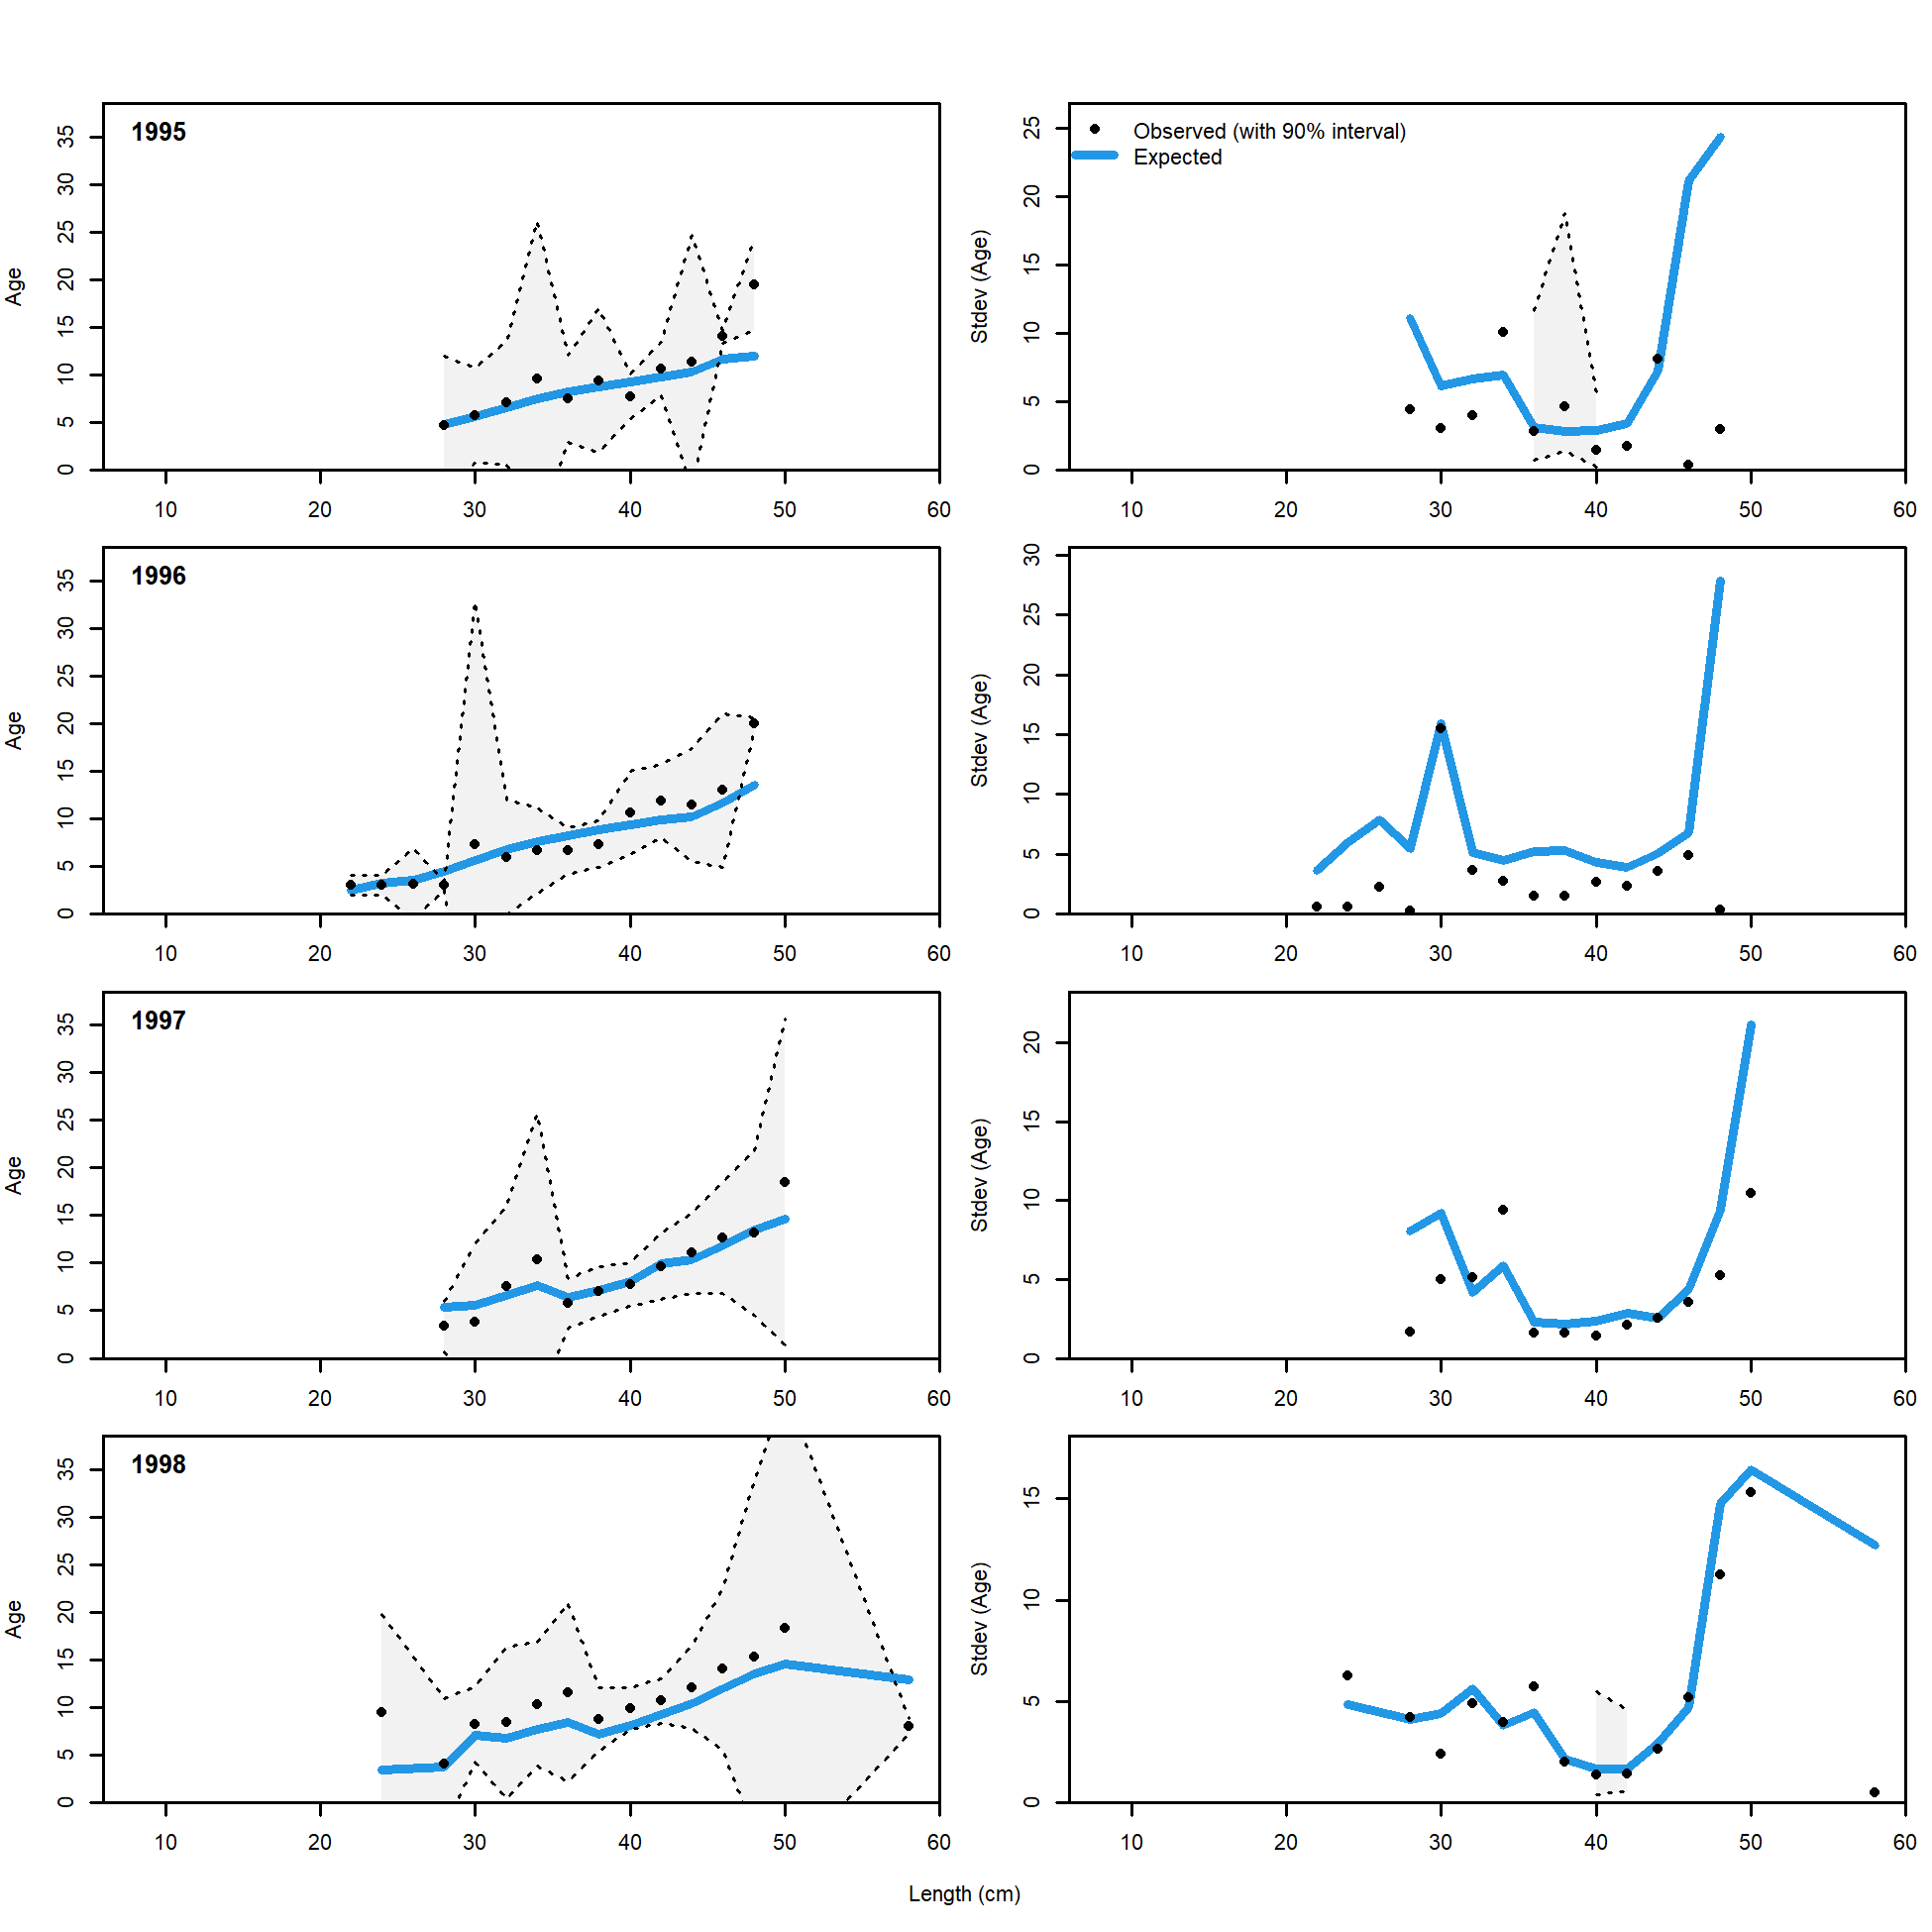 1995
Age
0 5 10 15 20 25 30 35
10 20 30 40 50 60
Observed (with 90% interval)
Expected
Stdev (Age)
0 5 10 15 20 25
10 20 30 40 50 60
1996
Age
0 5 10 15 20 25 30 35
10 20 30 40 50 60
Stdev (Age)
0 5 10 15 20 25 30
10 20 30 40 50 60
1997
Age
0 5 10 15 20 25 30 35
10 20 30 40 50 60
Stdev (Age)
0 5 10 15 20
10 20 30 40 50 60
1998
Age
0 5 10 15 20 25 30 35
10 20 30 40 50 60
Stdev (Age)
0 5 10 15
10 20 30 40 50 60
Length (cm)